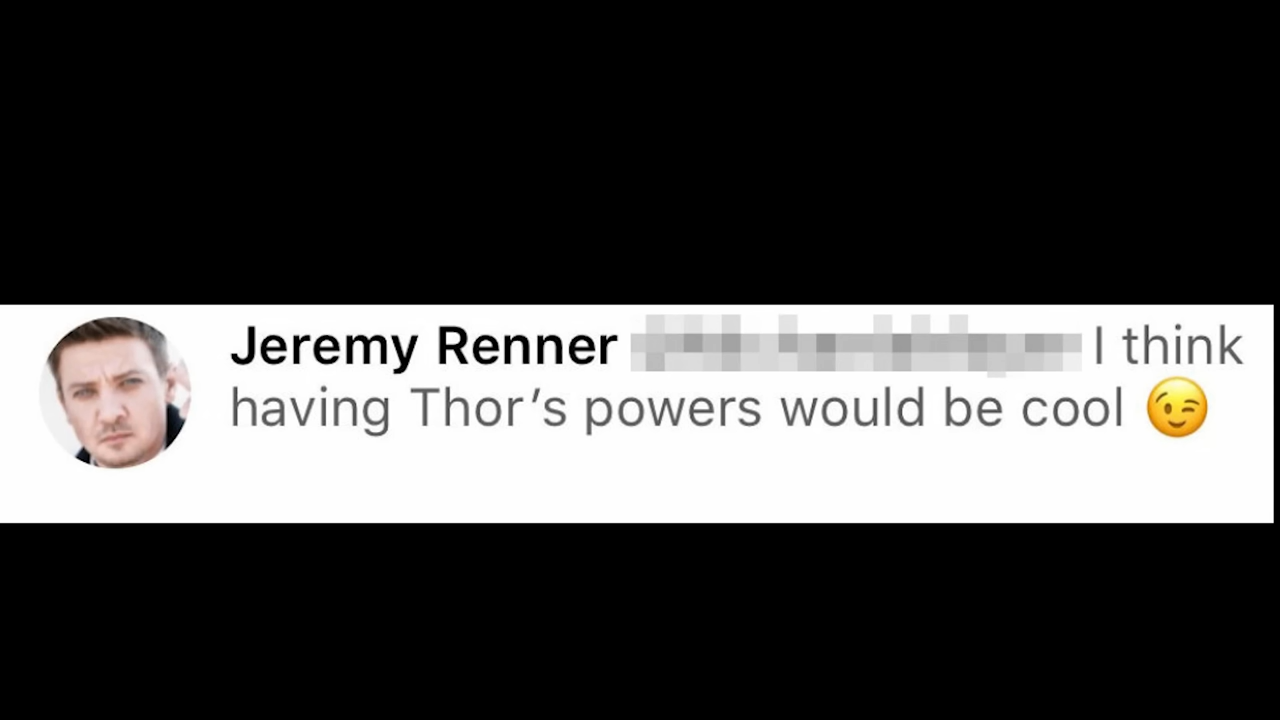 Jeremy Renner I think
having Thor’s powers would be cool 😉